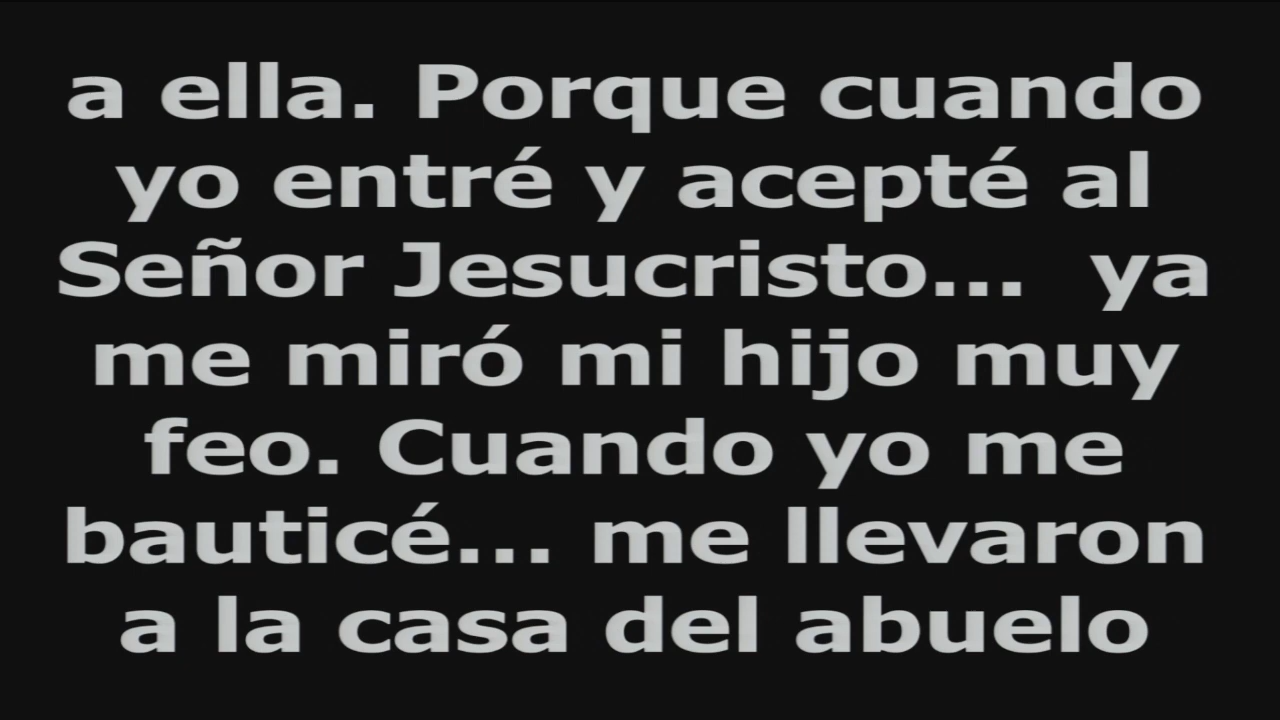 a ella. Porque cuando
yo entré y acepté al
Señor Jesucristo...  ya
me miró mi hijo muy
feo. Cuando yo me
bauticé... me llevaron
a la casa del abuelo